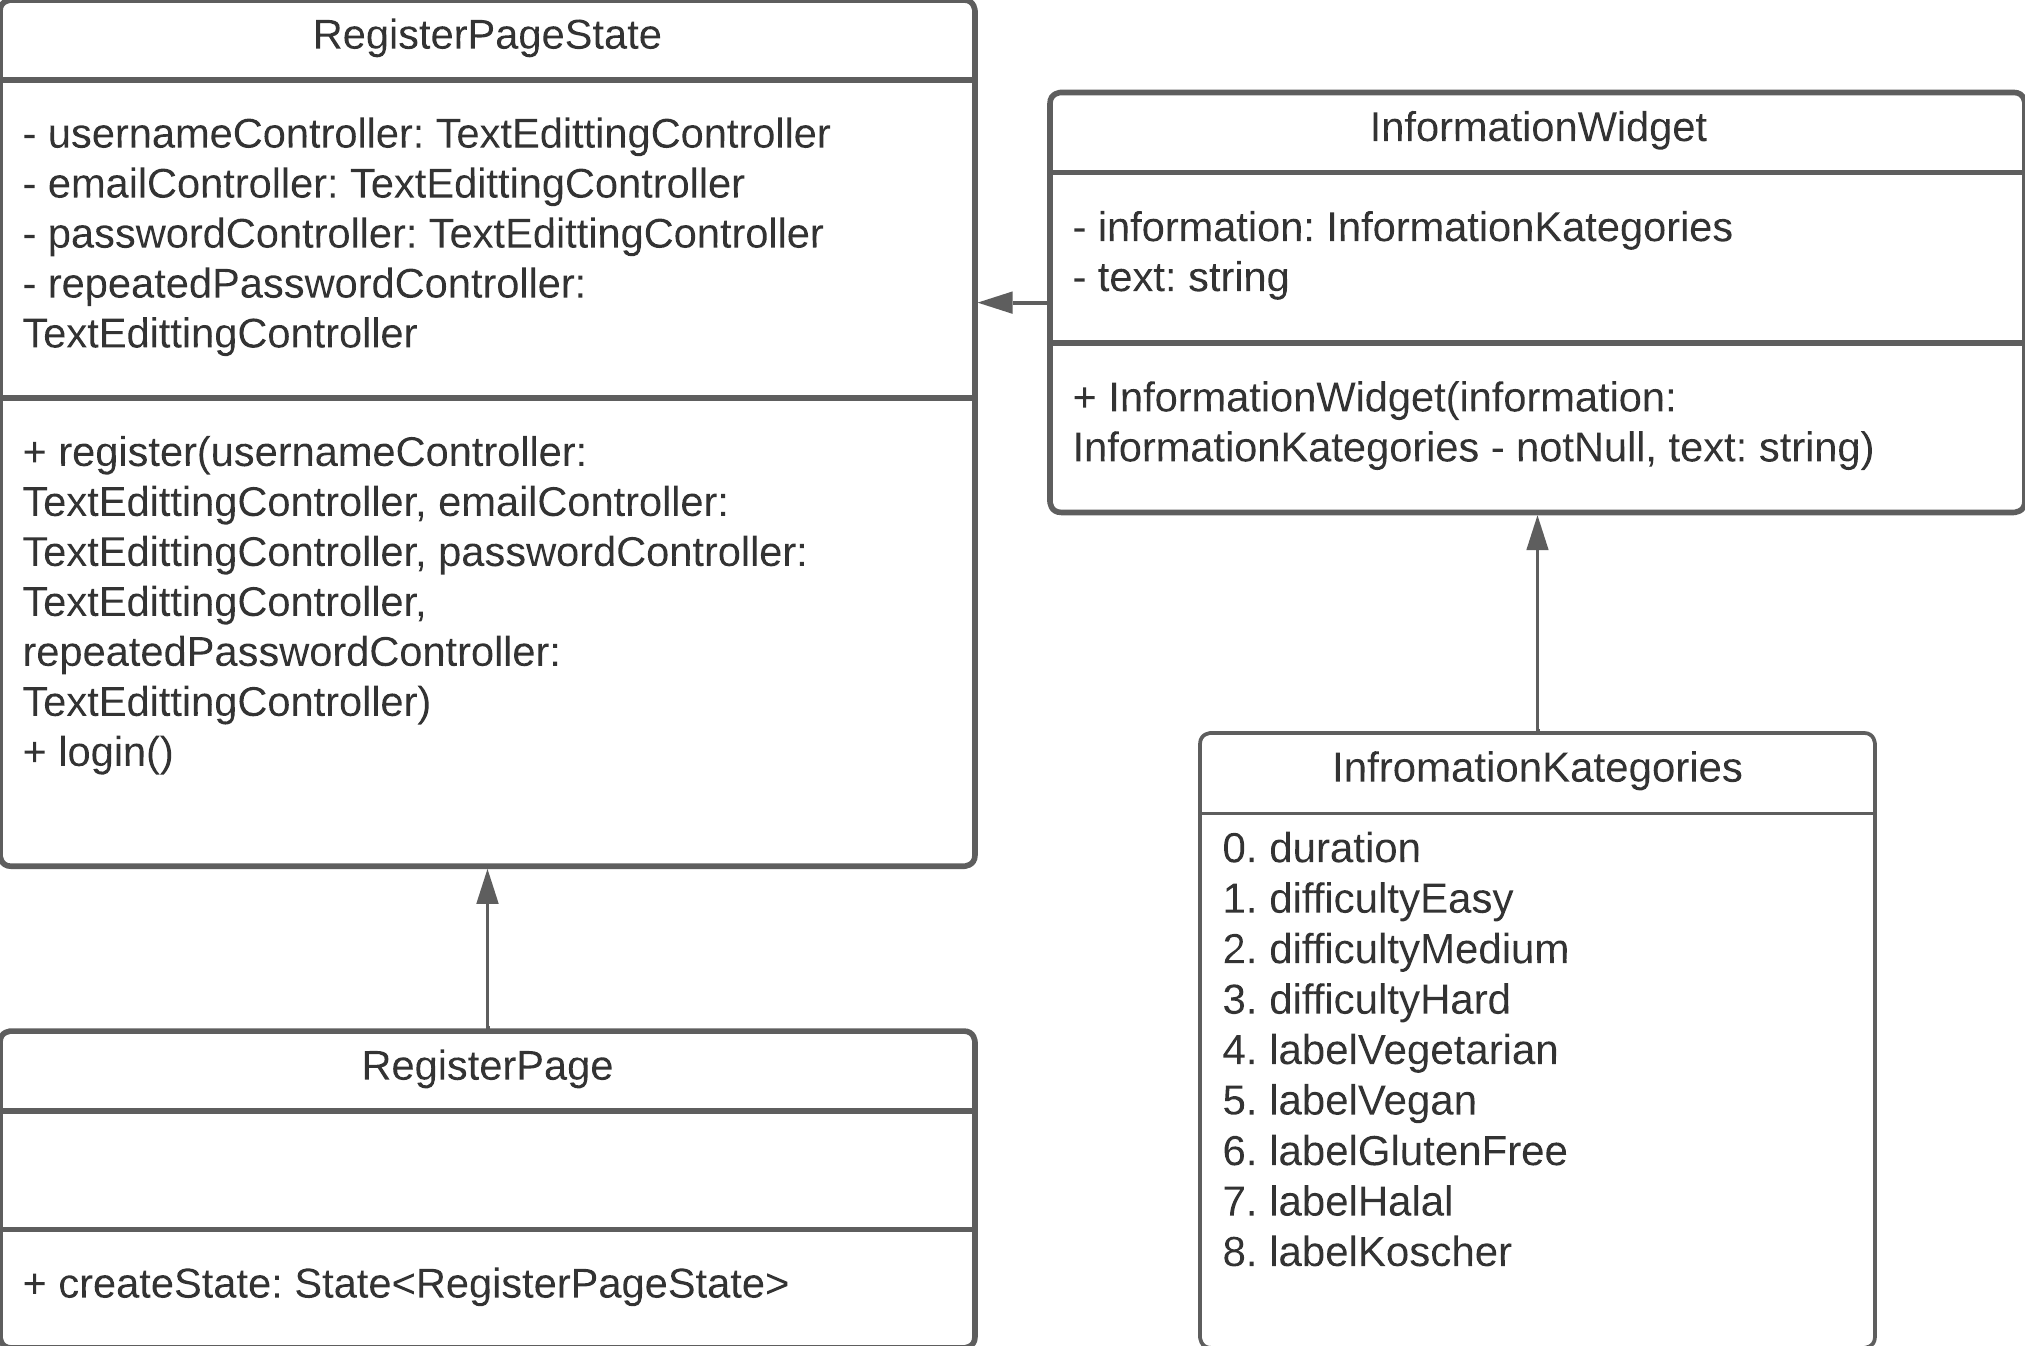 RegisterPageState
- usernameController: TextEdittingController
- emailController: TextEdittingController
- passwordController: TextEdittingController
- repeatedPasswordController:
TextEdittingController
+ register(usernameController:
TextEdittingController, emailController:
TextEdittingController, passwordController:
TextEdittingController,
repeatedPasswordController:
TextEdittingController)
+ login()
RegisterPage
+ createState: State<RegisterPageState>
InformationWidget
- information: InformationKategories
- text: string
+ InformationWidget(information:
InformationKategories - notNull, text: string)
InfromationKategories
0. duration
1. difficultyEasy
2. difficultyMedium
3. difficultyHard
4. labelVegetarian
5. labelVegan
6. labelGlutenFree
7. labelHalal
8. labelKoscher